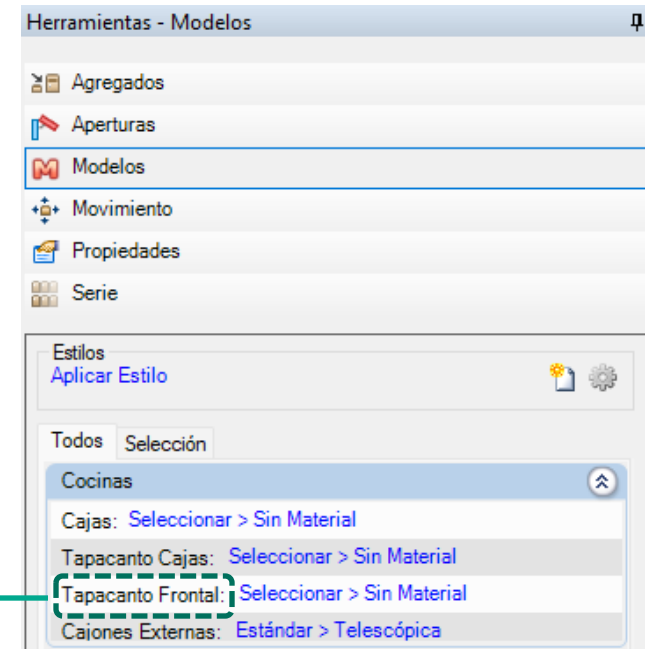 Herramientas - Modelos
Agregados
Aperturas
Modelos
Movimiento
Propiedades
Serie
Estilos
Aplicar Estilo
Todos Selección
Cocinas
Cajas: Seleccionar > Sin Material
Tapacanto Cajas: Seleccionar > Sin Material
Tapacanto Frontal: Seleccionar > Sin Material
Cajones Externas: Estándar > Telescópica